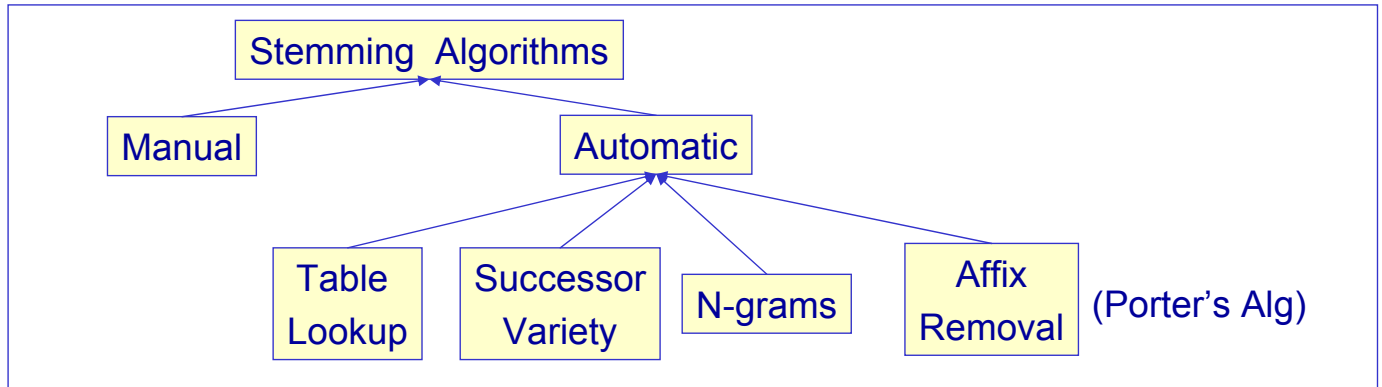 Stemming Algorithms
Manual
Automatic
Table
Lookup
Successor
Variety
N-grams
Affix
Removal
(Porter's Alg)